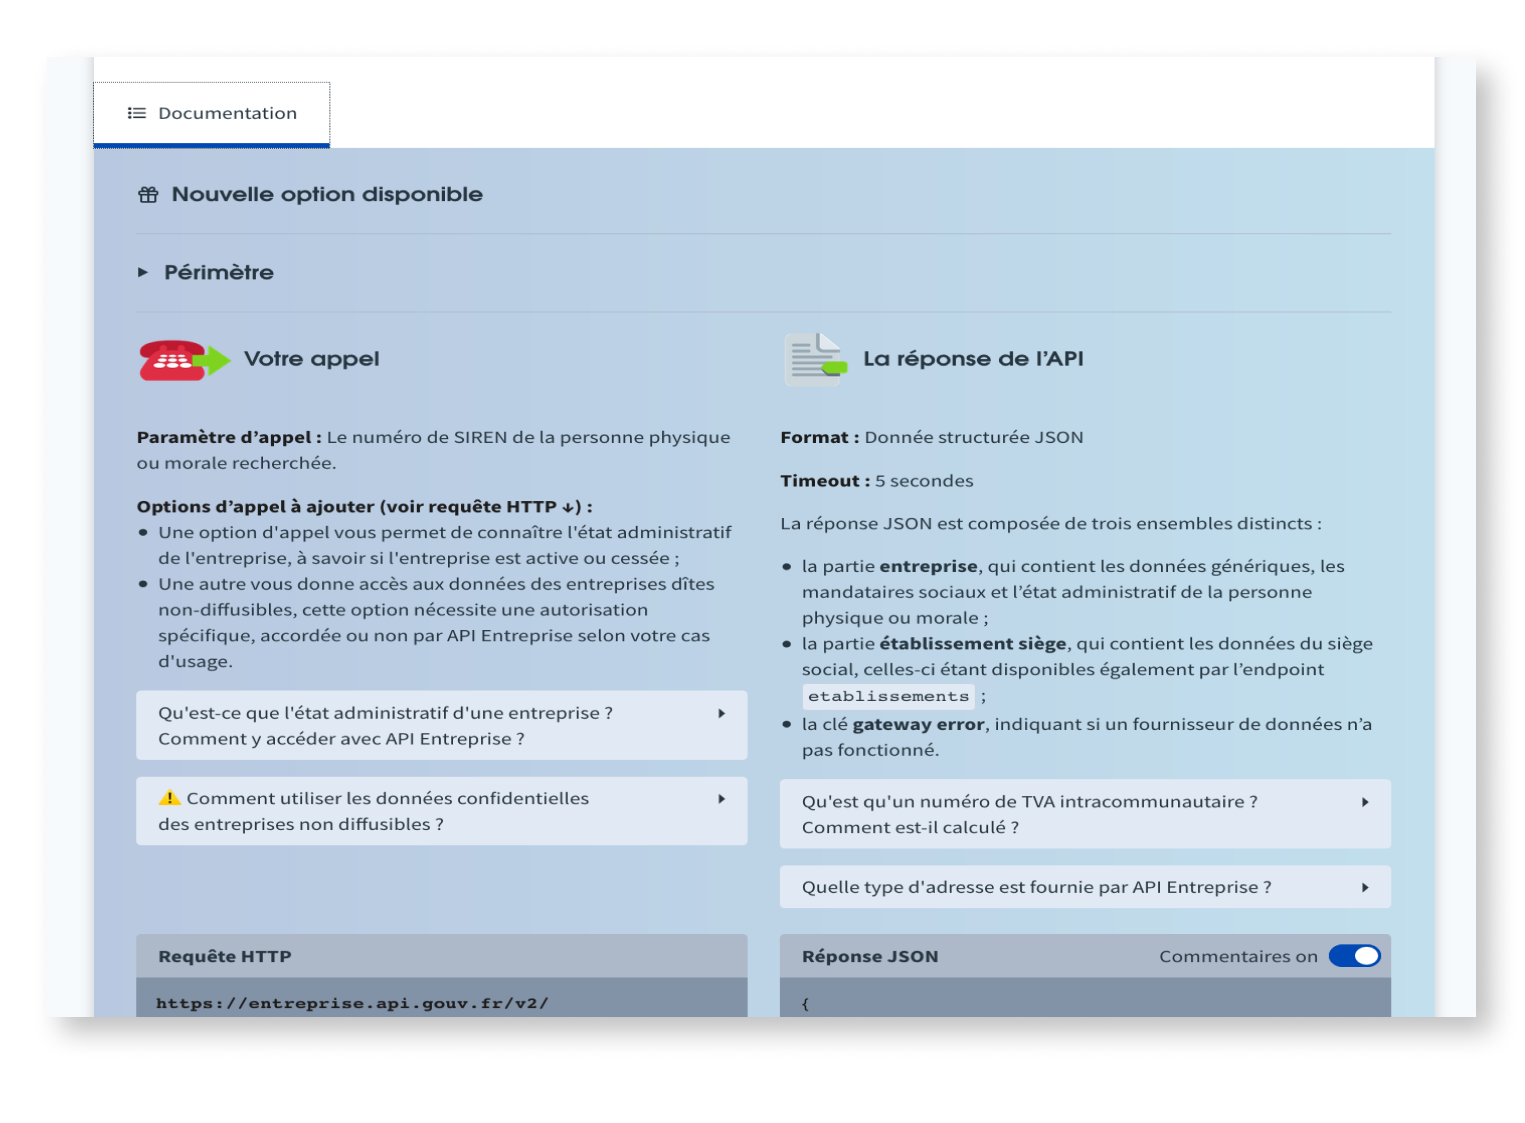 Documentation
Nouvelle option disponible
Périmètre
Votre appel
Paramètre d’appel : Le numéro de SIREN de la personne physique
ou morale recherchée.
Options d’appel à ajouter (voir requête HTTP ↓) :
• Une option d'appel vous permet de connaître l'état administratif
de l'entreprise, à savoir si l'entreprise est active ou cessée ;
• Une autre vous donne accès aux données des entreprises dîtes
non-diffusibles, cette option nécessite une autorisation
spécifique, accordée ou non par API Entreprise selon votre cas
d'usage.
Qu'est-ce que l'état administratif d'une entreprise ?
Comment y accéder avec API Entreprise ?
⚠️ Comment utiliser les données confidentielles
des entreprises non diffusibles ?
Requête HTTP
https://entreprise.api.gouv.fr/v2/
La réponse de l’API
Format : Donnée structurée JSON
Timeout : 5 secondes
La réponse JSON est composée de trois ensembles distincts :
• la partie entreprise, qui contient les données génériques, les
mandataires sociaux et l’état administratif de la personne
physique ou morale ;
• la partie établissement siège, qui contient les données du siège
social, celles-ci étant disponibles également par l’endpoint
etablissements ;
• la clé gateway error, indiquant si un fournisseur de données n’a
pas fonctionné.
Qu'est qu'un numéro de TVA intracommunautaire ?
Comment est-il calculé ?
Quelle type d'adresse est fournie par API Entreprise ?
Réponse JSON Commentaires on
{